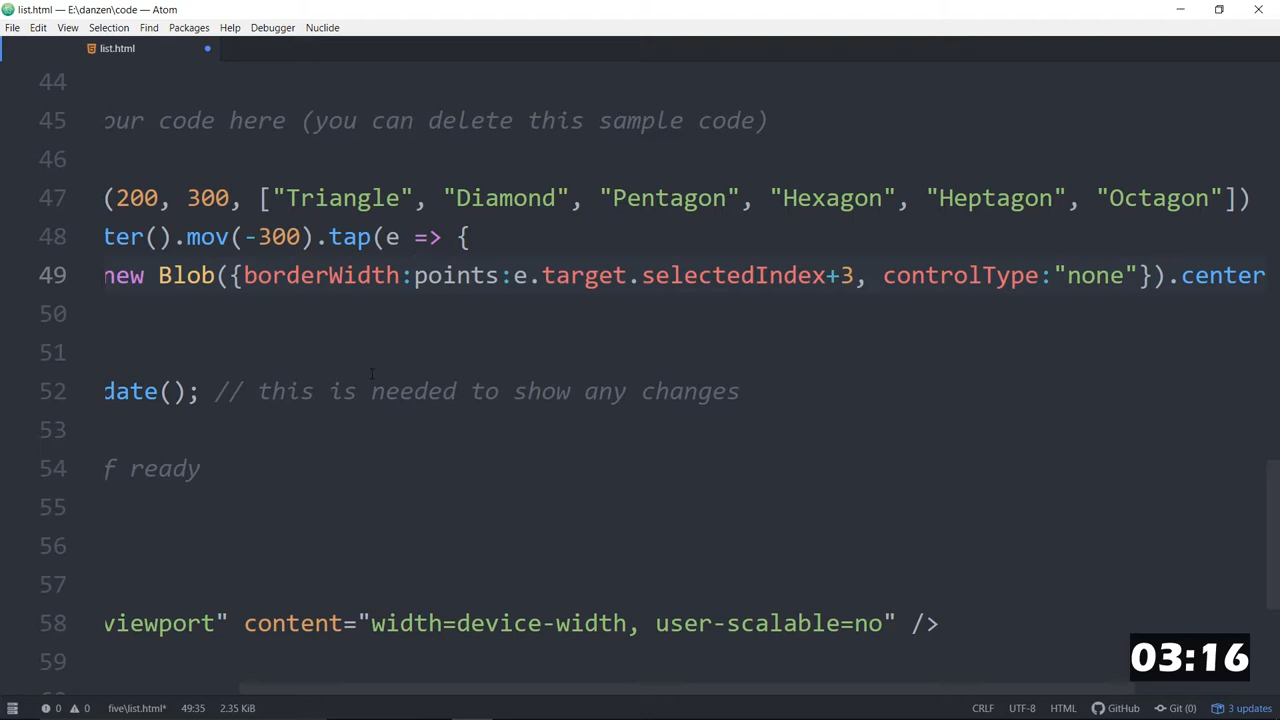 list.html — E:\danzen\code — Atom
File Edit View Selection Find Packages Help Debugger Nuclide
list.html
44
45 our code here (you can delete this sample code)
46
47 (200, 300, ["Triangle", "Diamond", "Pentagon", "Hexagon", "Heptagon", "Octagon"])
48 ter().mov(-300).tap(e => {
49 new Blob({borderWidth:points:e.target.selectedIndex+3, controlType:"none"}).center
50
51
52 date(); // this is needed to show any changes
53
54 f ready
55
56
57
58 viewport" content="width=device-width, user-scalable=no" />
59
03:16
0 0 five\list.html* 49:35 2.35 KiB CRLF UTF-8 HTML GitHub Git (0) 3 updates